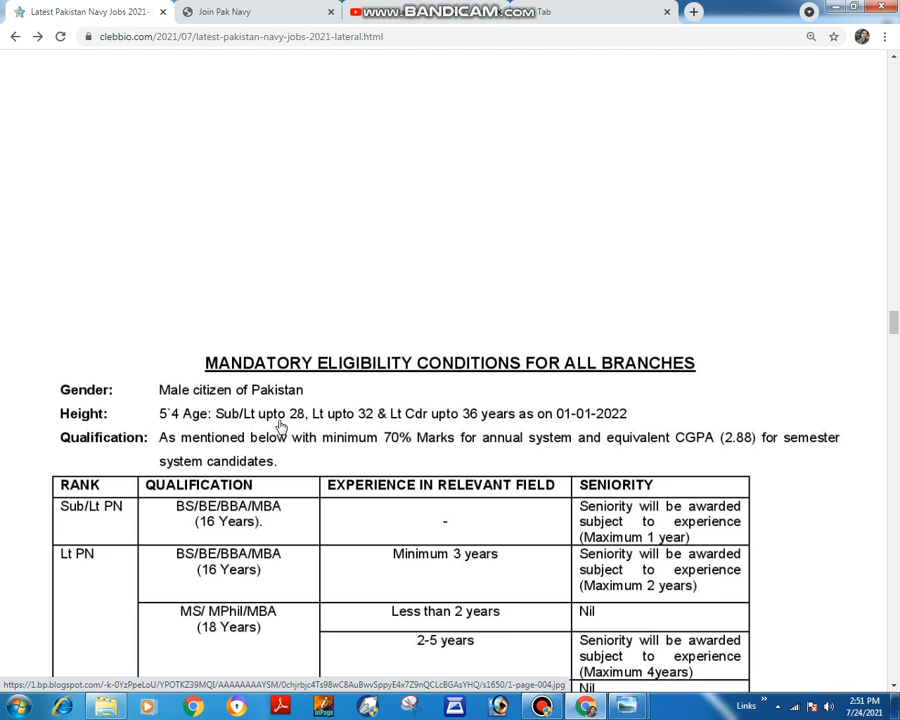 Latest Pakistan Navy Jobs 2021-
Join Pak Navy
www.BANDICAM.com
Tab
clebbio.com/2021/07/latest-pakistan-navy-jobs-2021-lateral.html
MANDATORY ELIGIBILITY CONDITIONS FOR ALL BRANCHES
Gender: Male citizen of Pakistan
Height: 5`4 Age: Sub/Lt upto 28, Lt upto 32 & Lt Cdr upto 36 years as on 01-01-2022
Qualification: As mentioned below with minimum 70% Marks for annual system and equivalent CGPA (2.88) for semester
system candidates.
RANK QUALIFICATION EXPERIENCE IN RELEVANT FIELD SENIORITY
Sub/Lt PN BS/BE/BBA/MBA Seniority will be awarded
(16 Years). - subject to experience
(Maximum 1 year)
Lt PN BS/BE/BBA/MBA Minimum 3 years Seniority will be awarded
(16 Years) subject to experience
(Maximum 2 years)
MS/ MPhil/MBA Less than 2 years Nil
(18 Years)
2-5 years Seniority will be awarded
subject to experience
(Maximum 4years)
Nil
Links
2:51 PM
7/24/2021